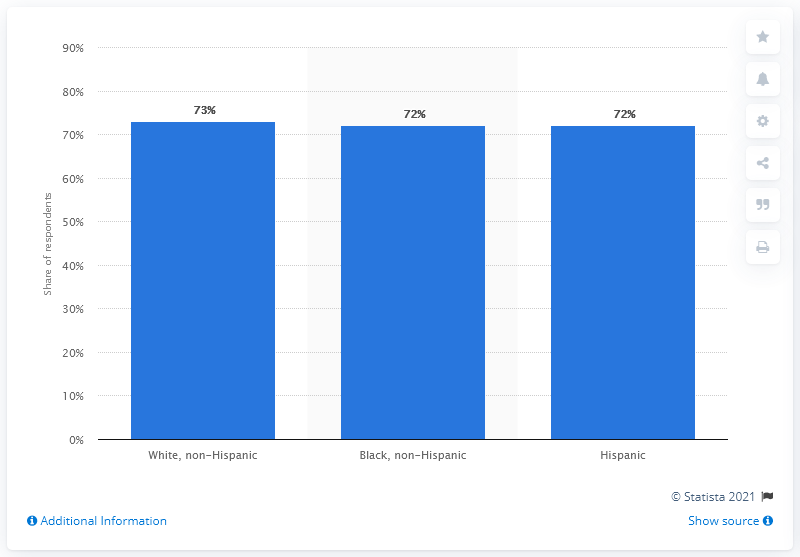 90%
80%
70%
60%
50%
40%
30%
20%
10%
0%
Share of respondents
73%
72%
72%
White, non-Hispanic
Black, non-Hispanic
Hispanic
© Statista 2021
Additional Information
Show source